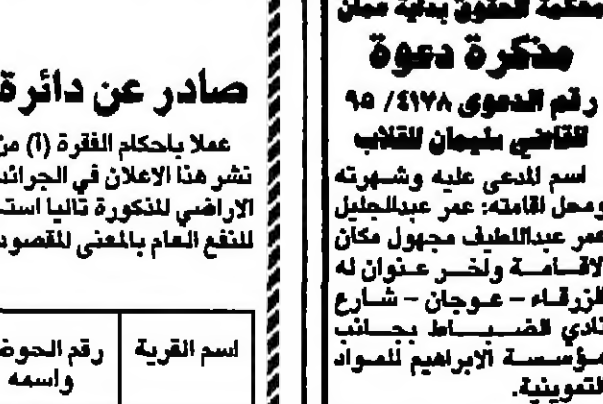 محكمة الحقوق بداية عمان
مذكرة دعوة
رقم الدعوى ٤١٧٨/ ٩٥
القاضي سليمان القلاب
اسم المدعى عليه وشهرته
ومحل اقامته: عمر عبدالجليل
عمر عبداللطيف مجهول مكان
الاقامة ولخر عنوان له
الزرقاء - عوجان - شارع
نادي الضباط بجانب
مؤسسة الابراهيم للمواد
التموينية.
صادر عن دائرة
عملا باحكام الفقرة (أ) من
نشر هذا الاعلان في الجرائد
الاراضي المذكورة تاليا است
للنفع العام بالمعنى المقصود
اسم القرية
رقم الحوض
واسمه